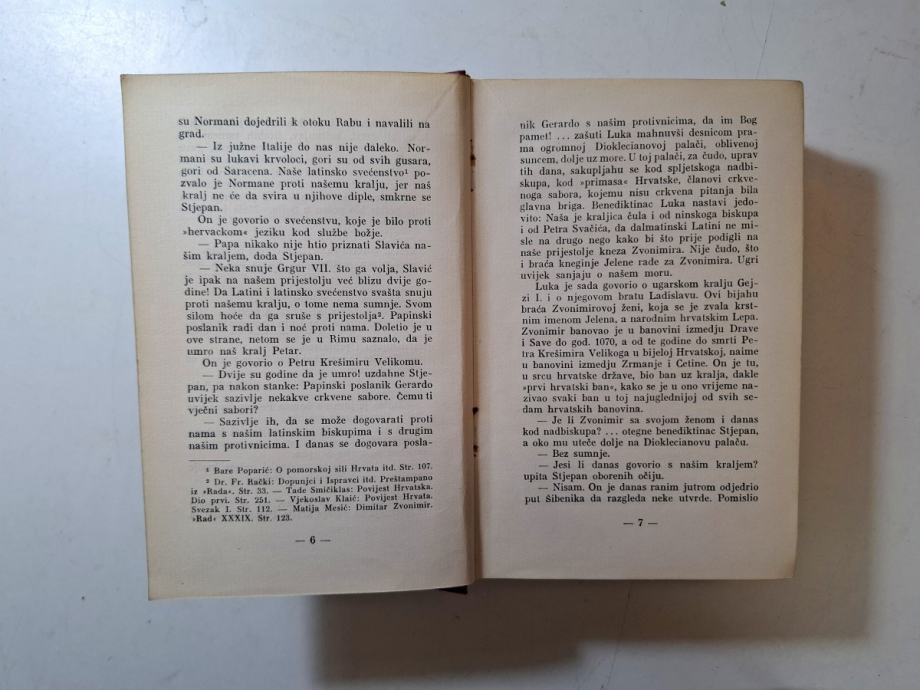 su Normani dojedrili k otoku Rabu i navalili na
grad.
— Iz južne Italije do nas nije daleko. Nor-
mani su lukavi krvoloci, gori su od svih gusara,
gori od Saracena. Naše latinsko svećenstvo¹ po-
zvalo je Normane proti našemu kralju, jer naš
kralj ne će da svira u njihove diple, smkrne se
Stjepan.
On je govorio o svećenstvu, koje je bilo proti
»hervackom« jeziku kod službe božje.
— Papa nikako nije htio priznati Slavića na-
šim kraljem, doda Stjepan.
— Neka snuje Grgur VII. što ga volja, Slavić
je ipak na našem prijestolju već blizu dvije go-
dine! Da Latini i latinsko svećenstvo svašta snuju
proti našemu kralju, o tome nema sumnje. Svom
silom hoće da ga sruše s prijestolja². Papinski
poslanik radi dan i noć proti nama. Doletio je u
ove strane, netom se je u Rimu saznalo, da je
umro naš kralj Petar.
On je govorio o Petru Krešimiru Velikomu.
— Dvije su godine da je umro! uzdahne Stje-
pan, pa nakon stanke: Papinski poslanik Gerardo
uvijek sazivlje nekakve crkvene sabore. Čemu ti
vječni sabori?
— Sazivlje ih, da se može dogovarati proti
nama s našim latinskim biskupima i s drugim
našim protivnicima. I danas se dogovara posla-
¹ Bare Poparić: O pomorskoj sili Hrvata itd. Str. 107.
² Dr. Fr. Rački: Dopunjci i Ispravci itd. Preštampano
iz »Rada«. Str. 33. — Tade Smičiklas: Povijest Hrvatska.
Dio prvi. Str. 251. — Vjekoslav Klaić: Povijest Hrvata.
Svezak I. Str. 112. — Matija Mesić: Dimitar Zvonimir.
»Rad« XXXIX. Str. 123.
— 6 —
nik Gerardo s našim protivnicima, da im Bog
pamet! ... zašuti Luka mahnuvši desnicom pra-
ma ogromnoj Dioklecianovoj palači, oblivenoj
suncem, dolje uz more. U toj palači, za čudo, uprav
tih dana, sakupljahu se kod spljetskoga nadbi-
skupa, kod »primasa« Hrvatske, članovi crkve-
noga sabora, kojemu nisu crkvena pitanja bila
glavna briga. Benediktinac Luka nastavi jedo-
vito: Naša je kraljica čula i od ninskoga biskupa
i od Petra Svačića, da dalmatinski Latini ne mi-
sle na drugo nego kako bi što prije podigli na
naše prijestolje kneza Zvonimira. Nije čudo, što
i braća kneginje Jelene rade za Zvonimira. Ugri
uvijek sanjaju o našem moru.
Luka je sada govorio o ugarskom kralju Gej-
zi I. i o njegovom bratu Ladislavu. Ovi bijahu
braća Zvonimirovoj ženi, koja se je zvala krst-
nim imenom Jelena, a narodnim hrvatskim Lepa.
Zvonimir banovao je u banovini izmedju Drave
i Save do god. 1070, a od te godine do smrti Pe-
tra Krešimira Velikoga u bijeloj Hrvatskoj, naime
u banovini izmedju Zrmanje i Cetine. On je, tu,
u srcu hrvatske države, bio ban uz kralja, dakle
»prvi hrvatski ban«, kako se je u ono vrijeme na-
zivao svaki ban u toj najuglednijoj od svih se-
dam hrvatskih banovina.
— Je li Zvonimir sa svojom ženom i danas
kod nadbiskupa? ... otegne benediktinac Stjepan,
a oko mu uteče dolje na Dioklecianovu palaču.
— Bez sumnje.
— Jesi li danas govorio s našim kraljem?
upita Stjepan oborenih očiju.
— Nisam. On je danas ranim jutrom odjedrio
put Šibenika da razgleda neke utvrde. Pomislio
— 7 —